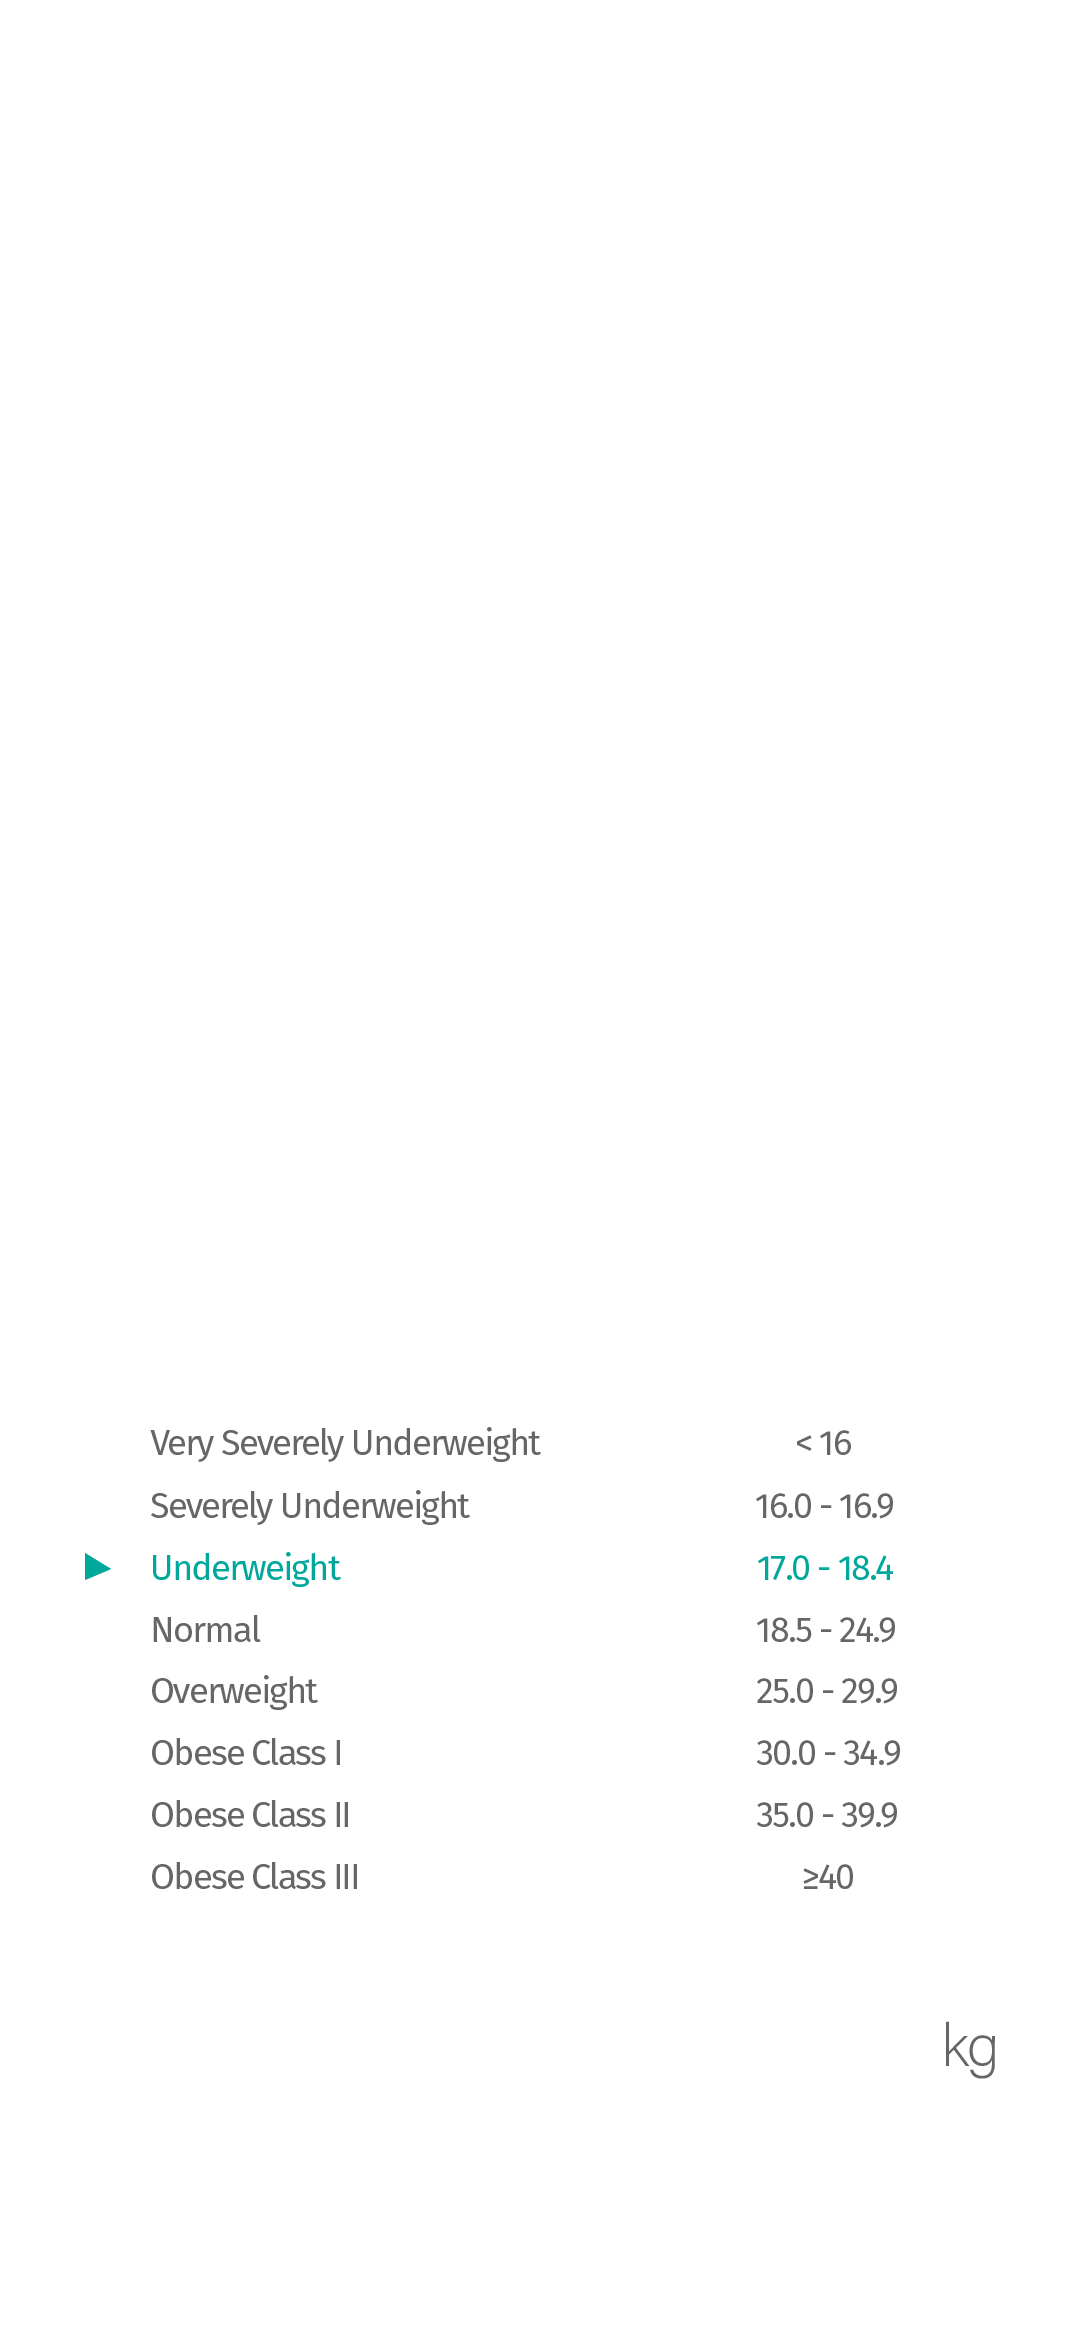 Very Severely Underweight < 16
Severely Underweight 16.0 - 16.9
Underweight 17.0 - 18.4
Normal 18.5 - 24.9
Overweight 25.0 - 29.9
Obese Class I 30.0 - 34.9
Obese Class II 35.0 - 39.9
Obese Class III ≥40
kg